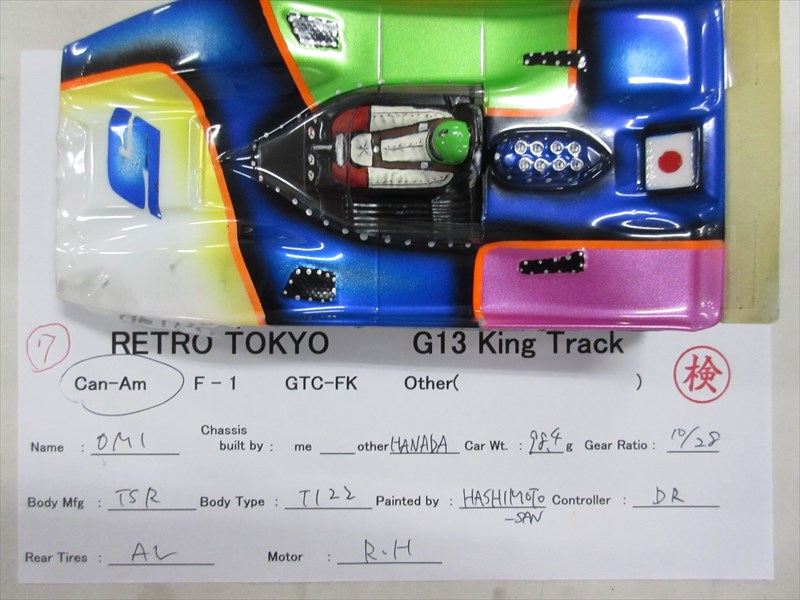 RETRO TOKYO G13 King Track
7 Can-Am F-1 GTC-FK Other( ) 検
Name : OMI Chassis built by : me other HANADA Car Wt. : 98.4 g Gear Ratio : 10/28
Body Mfg : TSR Body Type : TI22 Painted by : HASHIMOTO -SAN Controller : DR
Rear Tires : AL Motor : R.H